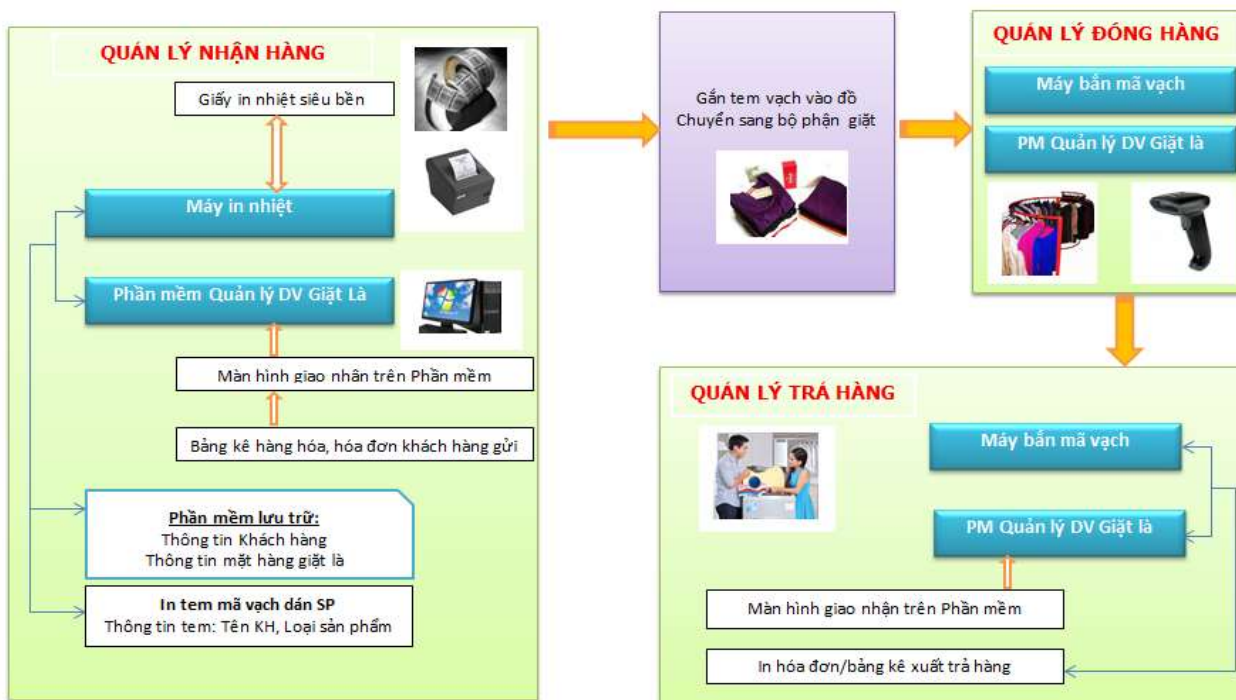 QUÁN LÝ NHẬN HÀNG
Giấy in nhiệt siêu bền
Máy in nhiệt
Phần mềm Quản lý DV Giặt Là
Màn hình giao nhân trên Phần mềm
Bảng kê hàng hóa, hóa đơn khách hàng gửi
Phần mềm lưu trữ:
Thông tin Khách hàng
Thông tin mặt hàng giặt là
In tem mã vạch dán SP
Thông tin tem: Tên KH, Loại sản phẩm
Gắn tem vạch vào đồ
Chuyển sang bộ phận giặt
QUÁN LÝ ĐÓNG HÀNG
Máy bắn mã vạch
PM Quản lý DV Giặt là
QUÁN LÝ TRÁ HÀNG
Máy bắn mã vạch
PM Quản lý DV Giặt là
Màn hình giao nhận trên Phần mềm
In hóa đơn/bảng kê xuất trả hàng